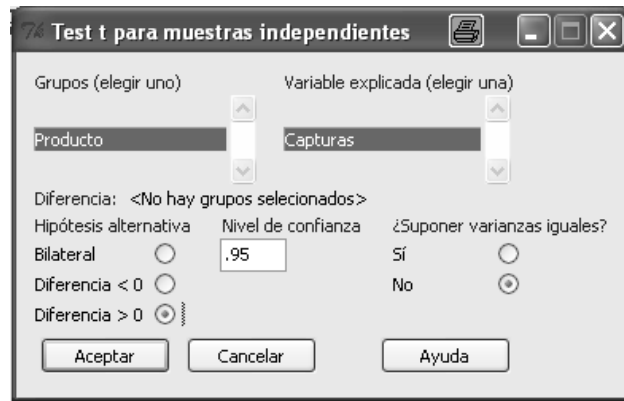 Test t para muestras independientes
Grupos (elegir uno) Variable explicada (elegir una)
Producto Capturas
Diferencia: <No hay grupos selecionados>
Hipótesis alternativa Nivel de confianza ¿Suponer varianzas iguales?
Bilateral .95 Sí
Diferencia < 0 No
Diferencia > 0
Aceptar Cancelar Ayuda